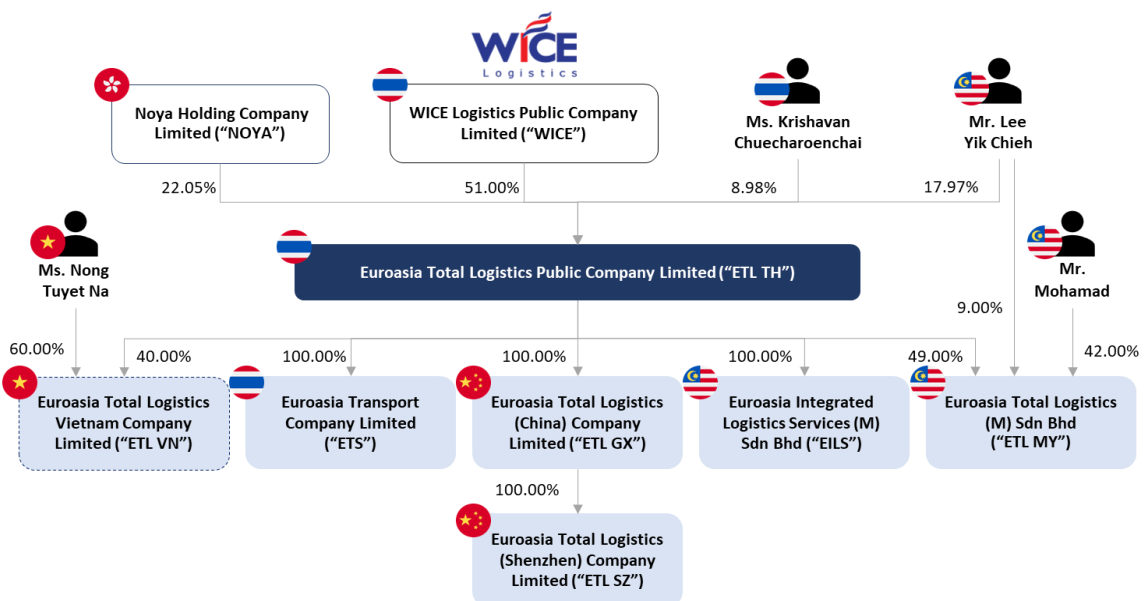 WICE
Logistics
Noya Holding Company
Limited (“NOYA”)
WICE Logistics Public Company
Limited (“WICE”)
Ms. Krishavan
Chuecharoenchai
Mr. Lee
Yik Chieh
22.05%
51.00%
8.98%
17.97%
Ms. Nong
Tuyet Na
Euroasia Total Logistics Public Company Limited (“ETL TH”)
Mr.
Mohamad
9.00%
60.00%
40.00%
100.00%
100.00%
100.00%
49.00%
42.00%
Euroasia Total Logistics
Vietnam Company
Limited (“ETL VN”)
Euroasia Transport
Company Limited
(“ETS”)
Euroasia Total Logistics
(China) Company
Limited (“ETL GX”)
Euroasia Integrated
Logistics Services (M)
Sdn Bhd (“EILS”)
Euroasia Total Logistics
(M) Sdn Bhd
(“ETL MY”)
100.00%
Euroasia Total Logistics
(Shenzhen) Company
Limited (“ETL SZ”)